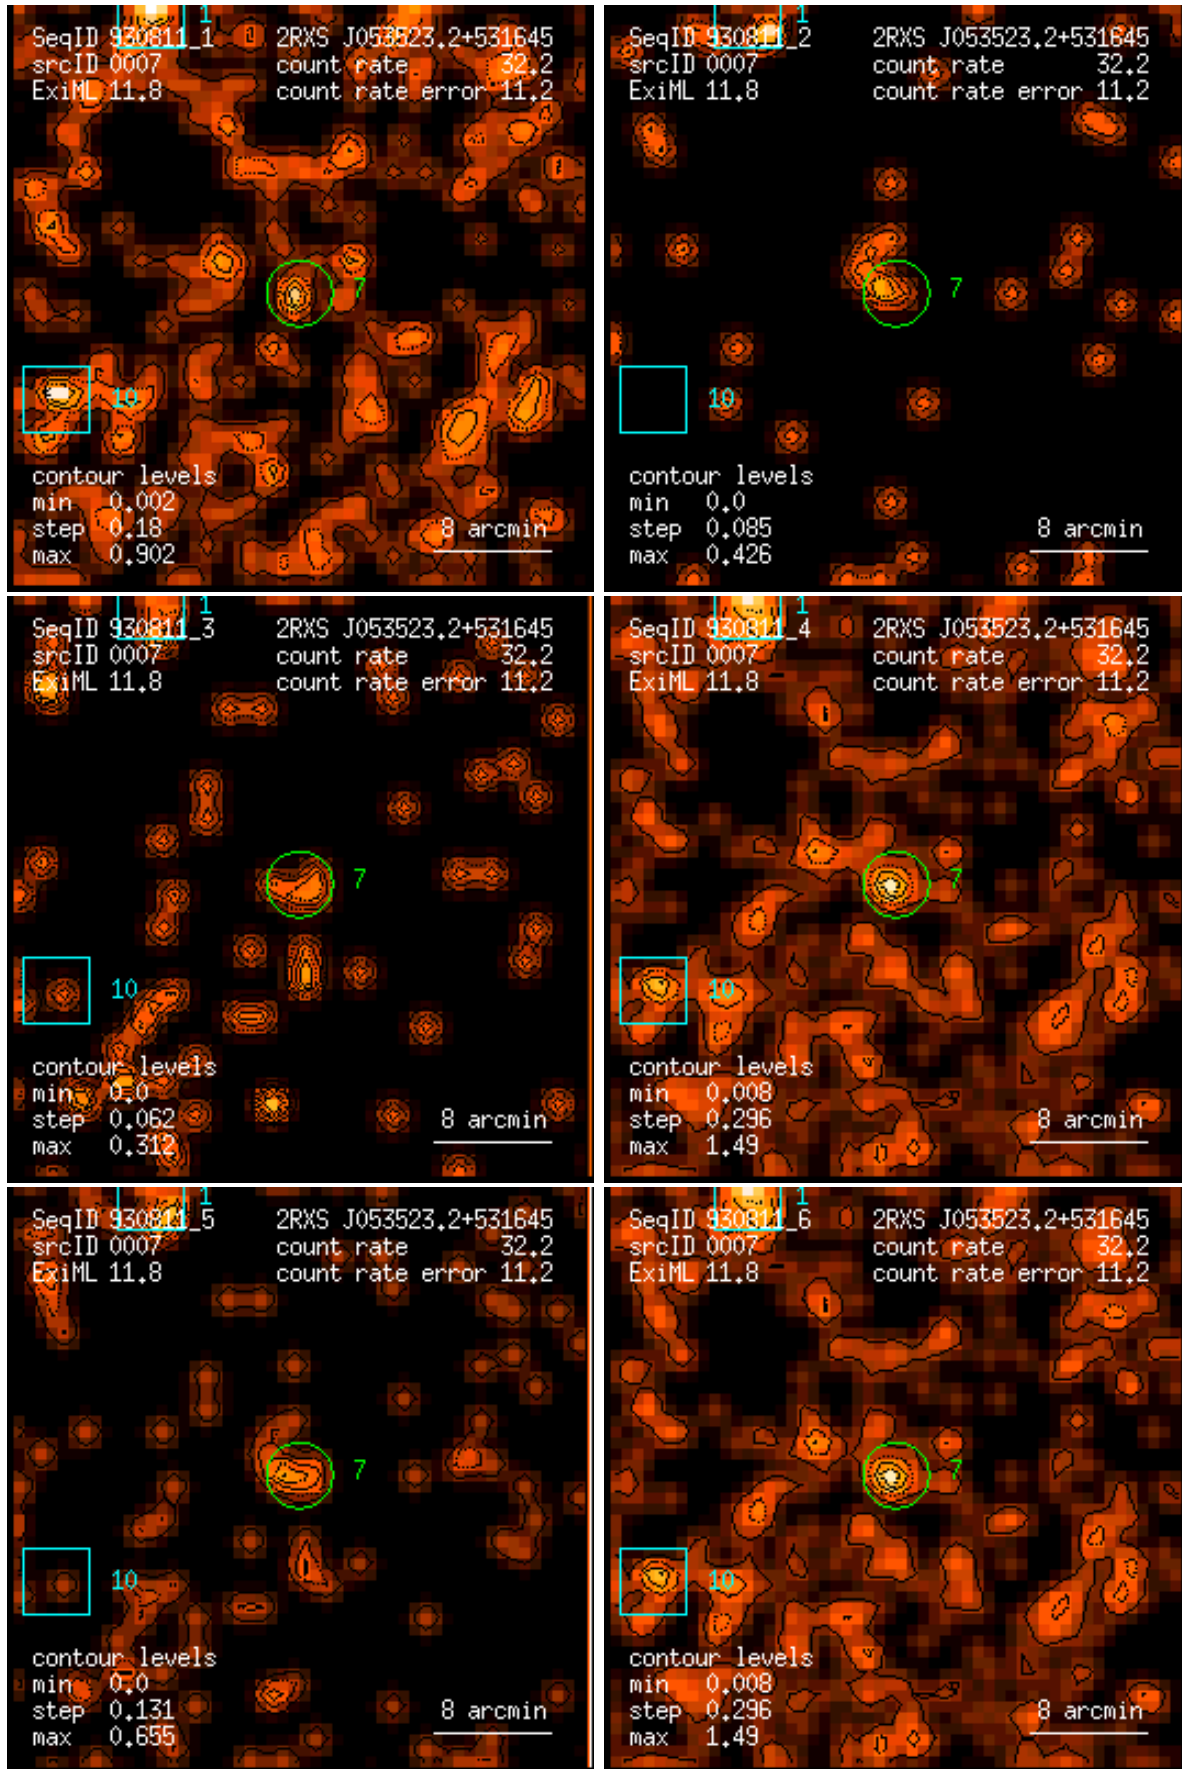 1
SeqID 930811_1 2RXS J053523.2+531645
srcID 0007 count rate 32.2
ExiML 11.8 count rate error 11.2
7
10
contour levels
min 0.002
step 0.18 8 arcmin
max 0.902
1
SeqID 930811_2 2RXS J053523.2+531645
srcID 0007 count rate 32.2
ExiML 11.8 count rate error 11.2
7
10
contour levels
min 0.0
step 0.085 8 arcmin
max 0.426
1
SeqID 930811_3 2RXS J053523.2+531645
srcID 0007 count rate 32.2
ExiML 11.8 count rate error 11.2
7
10
contour levels
min 0.0
step 0.062 8 arcmin
max 0.312
1
SeqID 930811_4 2RXS J053523.2+531645
srcID 0007 count rate 32.2
ExiML 11.8 count rate error 11.2
7
10
contour levels
min 0.008
step 0.296 8 arcmin
max 1.49
1
SeqID 930811_5 2RXS J053523.2+531645
srcID 0007 count rate 32.2
ExiML 11.8 count rate error 11.2
7
10
contour levels
min 0.0
step 0.131 8 arcmin
max 0.655
1
SeqID 930811_6 2RXS J053523.2+531645
srcID 0007 count rate 32.2
ExiML 11.8 count rate error 11.2
7
10
contour levels
min 0.008
step 0.296 8 arcmin
max 1.49